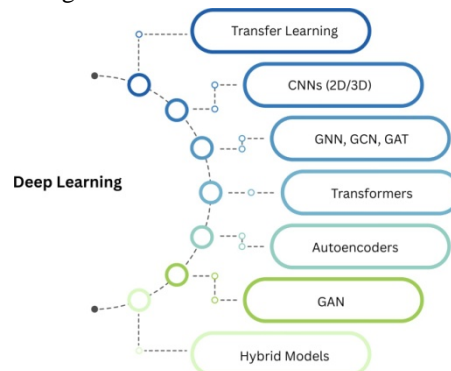 Transfer Learning
CNNs (2D/3D)
GNN, GCN, GAT
Deep Learning
Transformers
Autoencoders
GAN
Hybrid Models